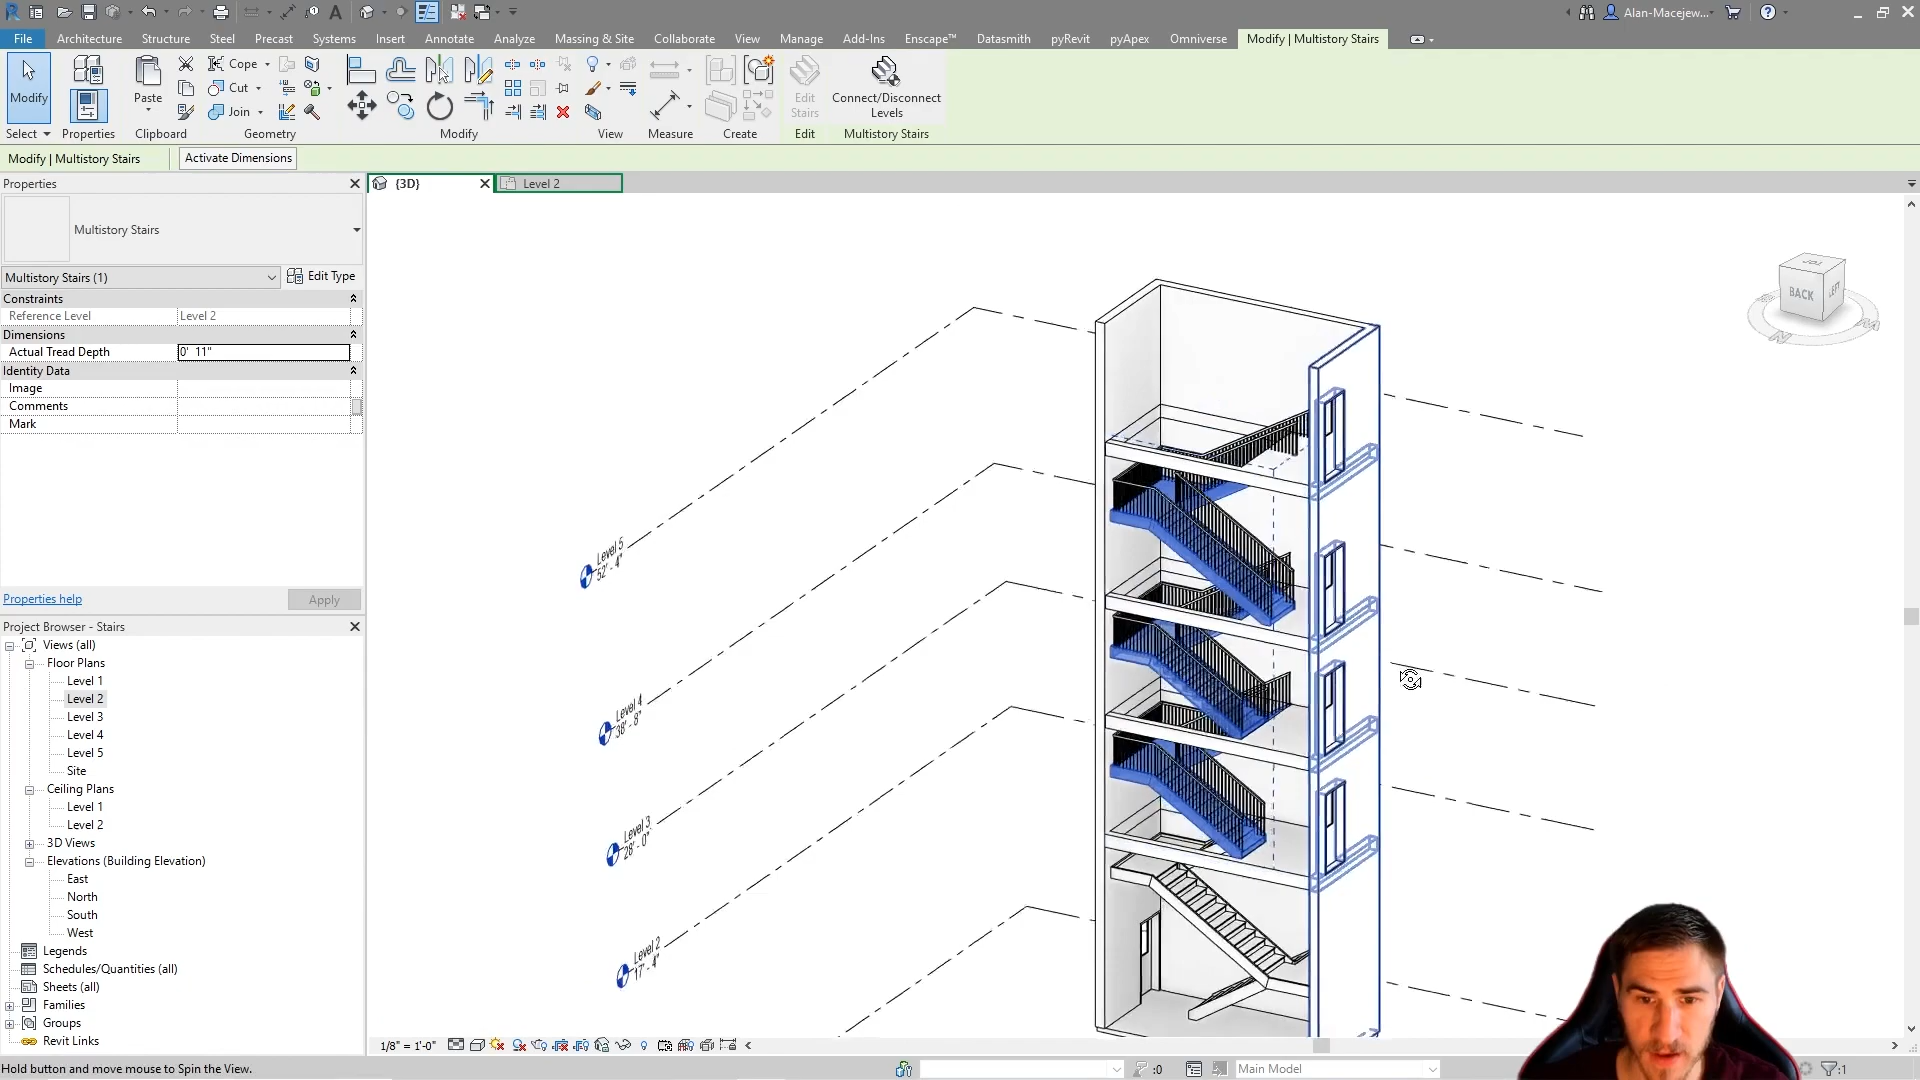 Alan-Macejew...
File Architecture Structure Steel Precast Systems Insert Annotate Analyze Massing & Site Collaborate View Manage Add-Ins Enscape™ Datasmith pyRevit pyApex Omniverse Modify | Multistory Stairs
Modify
Paste
Cope
Cut
Join
Edit
Stairs
Connect/Disconnect
Levels
Select Properties Clipboard Geometry Modify View Measure Create Edit Multistory Stairs
Modify | Multistory Stairs Activate Dimensions
Properties
{3D}
Level 2
Multistory Stairs
Multistory Stairs (1) Edit Type
Constraints
Reference Level Level 2
Dimensions
Actual Tread Depth 0' 11"
Identity Data
Image
Comments
Mark
Properties help Apply
Project Browser - Stairs
Views (all)
Floor Plans
Level 1
Level 2
Level 3
Level 4
Level 5
Site
Ceiling Plans
Level 1
Level 2
3D Views
Elevations (Building Elevation)
East
North
South
West
Legends
Schedules/Quantities (all)
Sheets (all)
Families
Groups
Revit Links
TOP
BACK
LEFT
N
Level 5
52' - 4"
Level 4
38' - 8"
Level 3
28' - 0"
Level 2
17' - 4"
1/8" = 1'-0"
Hold button and move mouse to Spin the View.
:0
Main Model
:1